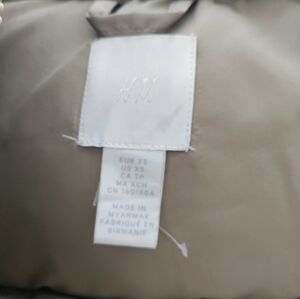 H&M
EUR XS
US XS
CA TP
MX XCH
CN 160/80A
MADE IN
MYANMAR
FABRIQUÉ EN
BIRMANIE